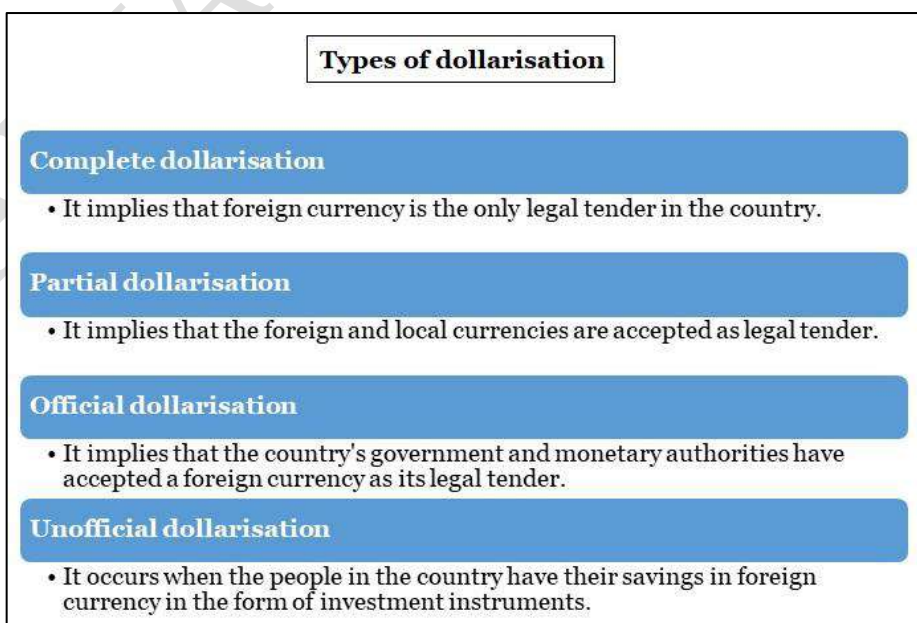 Types of dollarisation
Complete dollarisation
• It implies that foreign currency is the only legal tender in the country.
Partial dollarisation
• It implies that the foreign and local currencies are accepted as legal tender.
Official dollarisation
• It implies that the country's government and monetary authorities have
accepted a foreign currency as its legal tender.
Unofficial dollarisation
• It occurs when the people in the country have their savings in foreign
currency in the form of investment instruments.